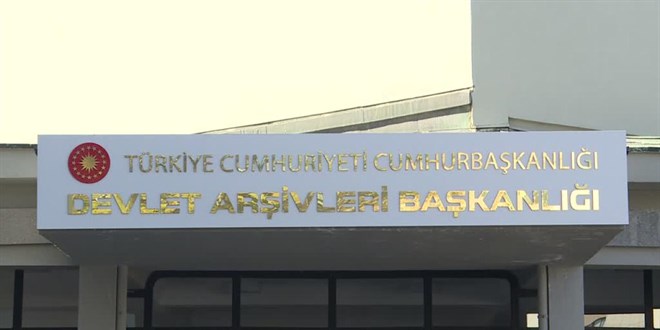 TÜRKİYE CUMHURİYETİ CUMHURBAŞKANLIĞI
DEVLET ARŞİVLERİ BAŞKANLIĞI